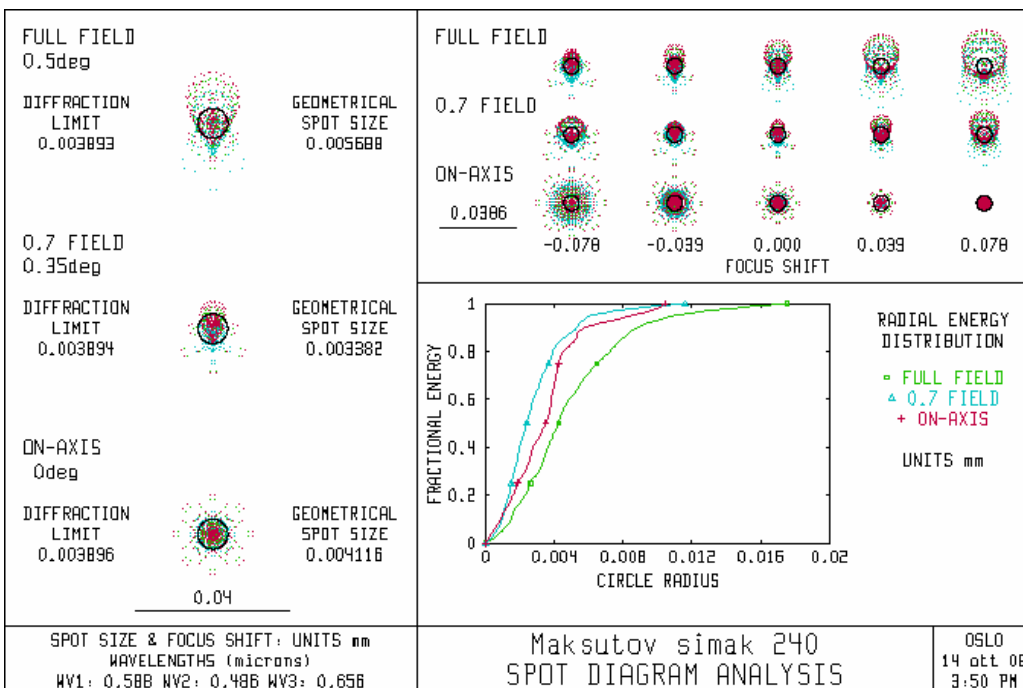 FULL FIELD
0.5deg
DIFFRACTION
LIMIT
0.003893
GEOMETRICAL
SPOT SIZE
0.005688
0.7 FIELD
0.35deg
DIFFRACTION
LIMIT
0.003894
GEOMETRICAL
SPOT SIZE
0.003382
ON-AXIS
0deg
DIFFRACTION
LIMIT
0.003896
GEOMETRICAL
SPOT SIZE
0.004116
0.04
FULL FIELD
0.7 FIELD
ON-AXIS
0.0386
-0.078 -0.039 0.000 0.039 0.078
FOCUS SHIFT
1
0.8
0.6
0.4
0.2
0
FRACTIONAL ENERGY
0 0.004 0.008 0.012 0.016 0.02
CIRCLE RADIUS
RADIAL ENERGY
DISTRIBUTION
FULL FIELD
0.7 FIELD
ON-AXIS
UNITS mm
SPOT SIZE & FOCUS SHIFT: UNITS mm
WAVELENGTHS (microns)
WV1: 0.588 WV2: 0.486 WV3: 0.656
Maksutov simak 240
SPOT DIAGRAM ANALYSIS
OSLO
14 ott 06
3:50 PM